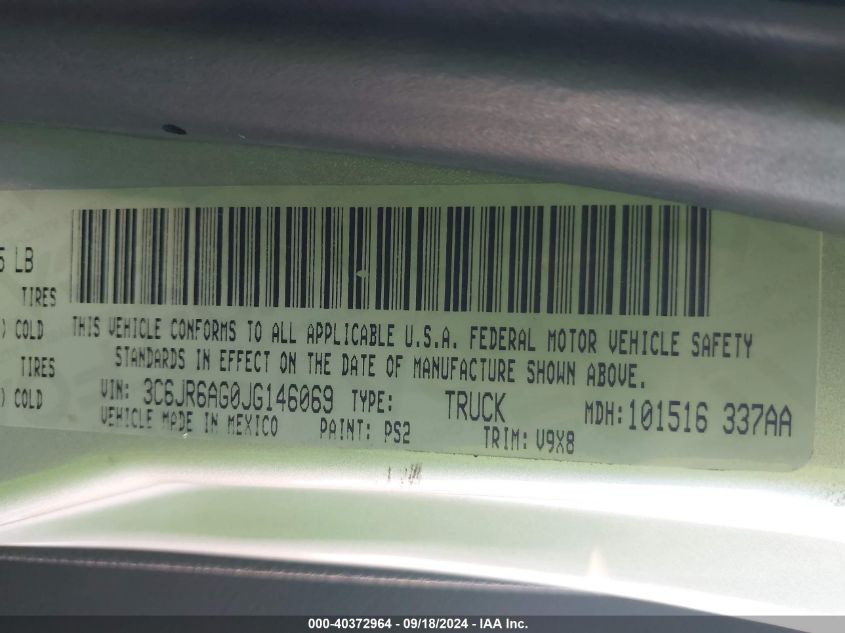 5 LB
TIRES
) COLD
TIRES
) COLD
THIS VEHICLE CONFORMS TO ALL APPLICABLE U.S.A. FEDERAL MOTOR VEHICLE SAFETY
STANDARDS IN EFFECT ON THE DATE OF MANUFACTURE SHOWN ABOVE.
VIN: 3C6JR6AG0JG146069 TYPE: TRUCK MDH:101516 337AA
VEHICLE MADE IN MEXICO PAINT: PS2 TRIM: V9X8
000-40372964 - 09/18/2024 - IAA Inc.